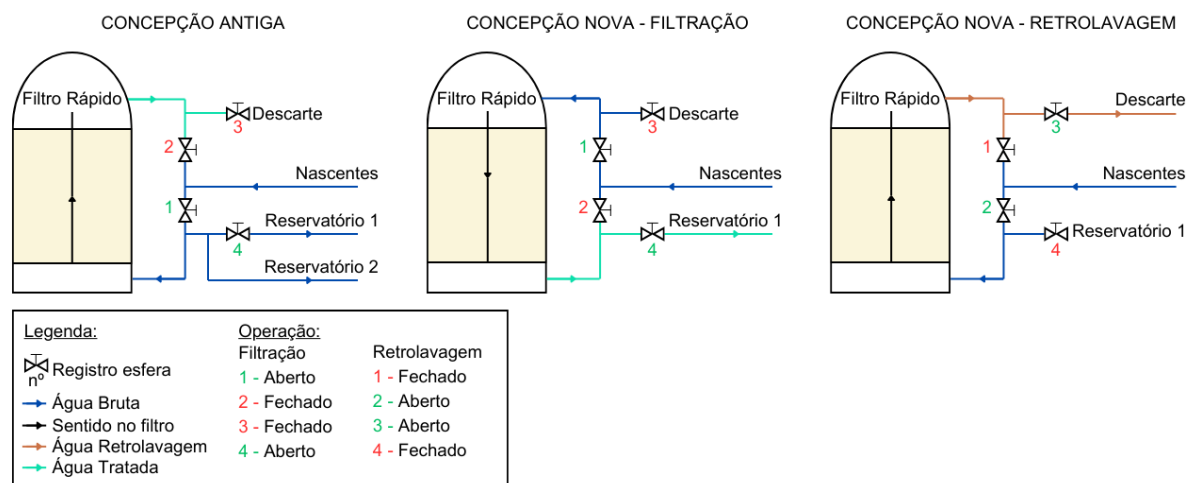 CONCEPÇÃO ANTIGA
Filtro Rápido
Descarte
3
2
Nascentes
1
Reservatório 1
4
Reservatório 2
CONCEPÇÃO NOVA - FILTRAÇÃO
Filtro Rápido
Descarte
3
1
Nascentes
2
Reservatório 1
4
CONCEPÇÃO NOVA - RETROLAVAGEM
Filtro Rápido
Descarte
3
1
Nascentes
2
Reservatório 1
4
Legenda:
Registro esfera
nº
Água Bruta
Sentido no filtro
Água Retrolavagem
Água Tratada
Operação:
Filtração
1 - Aberto
2 - Fechado
3 - Fechado
4 - Aberto
Retrolavagem
1 - Fechado
2 - Aberto
3 - Aberto
4 - Fechado